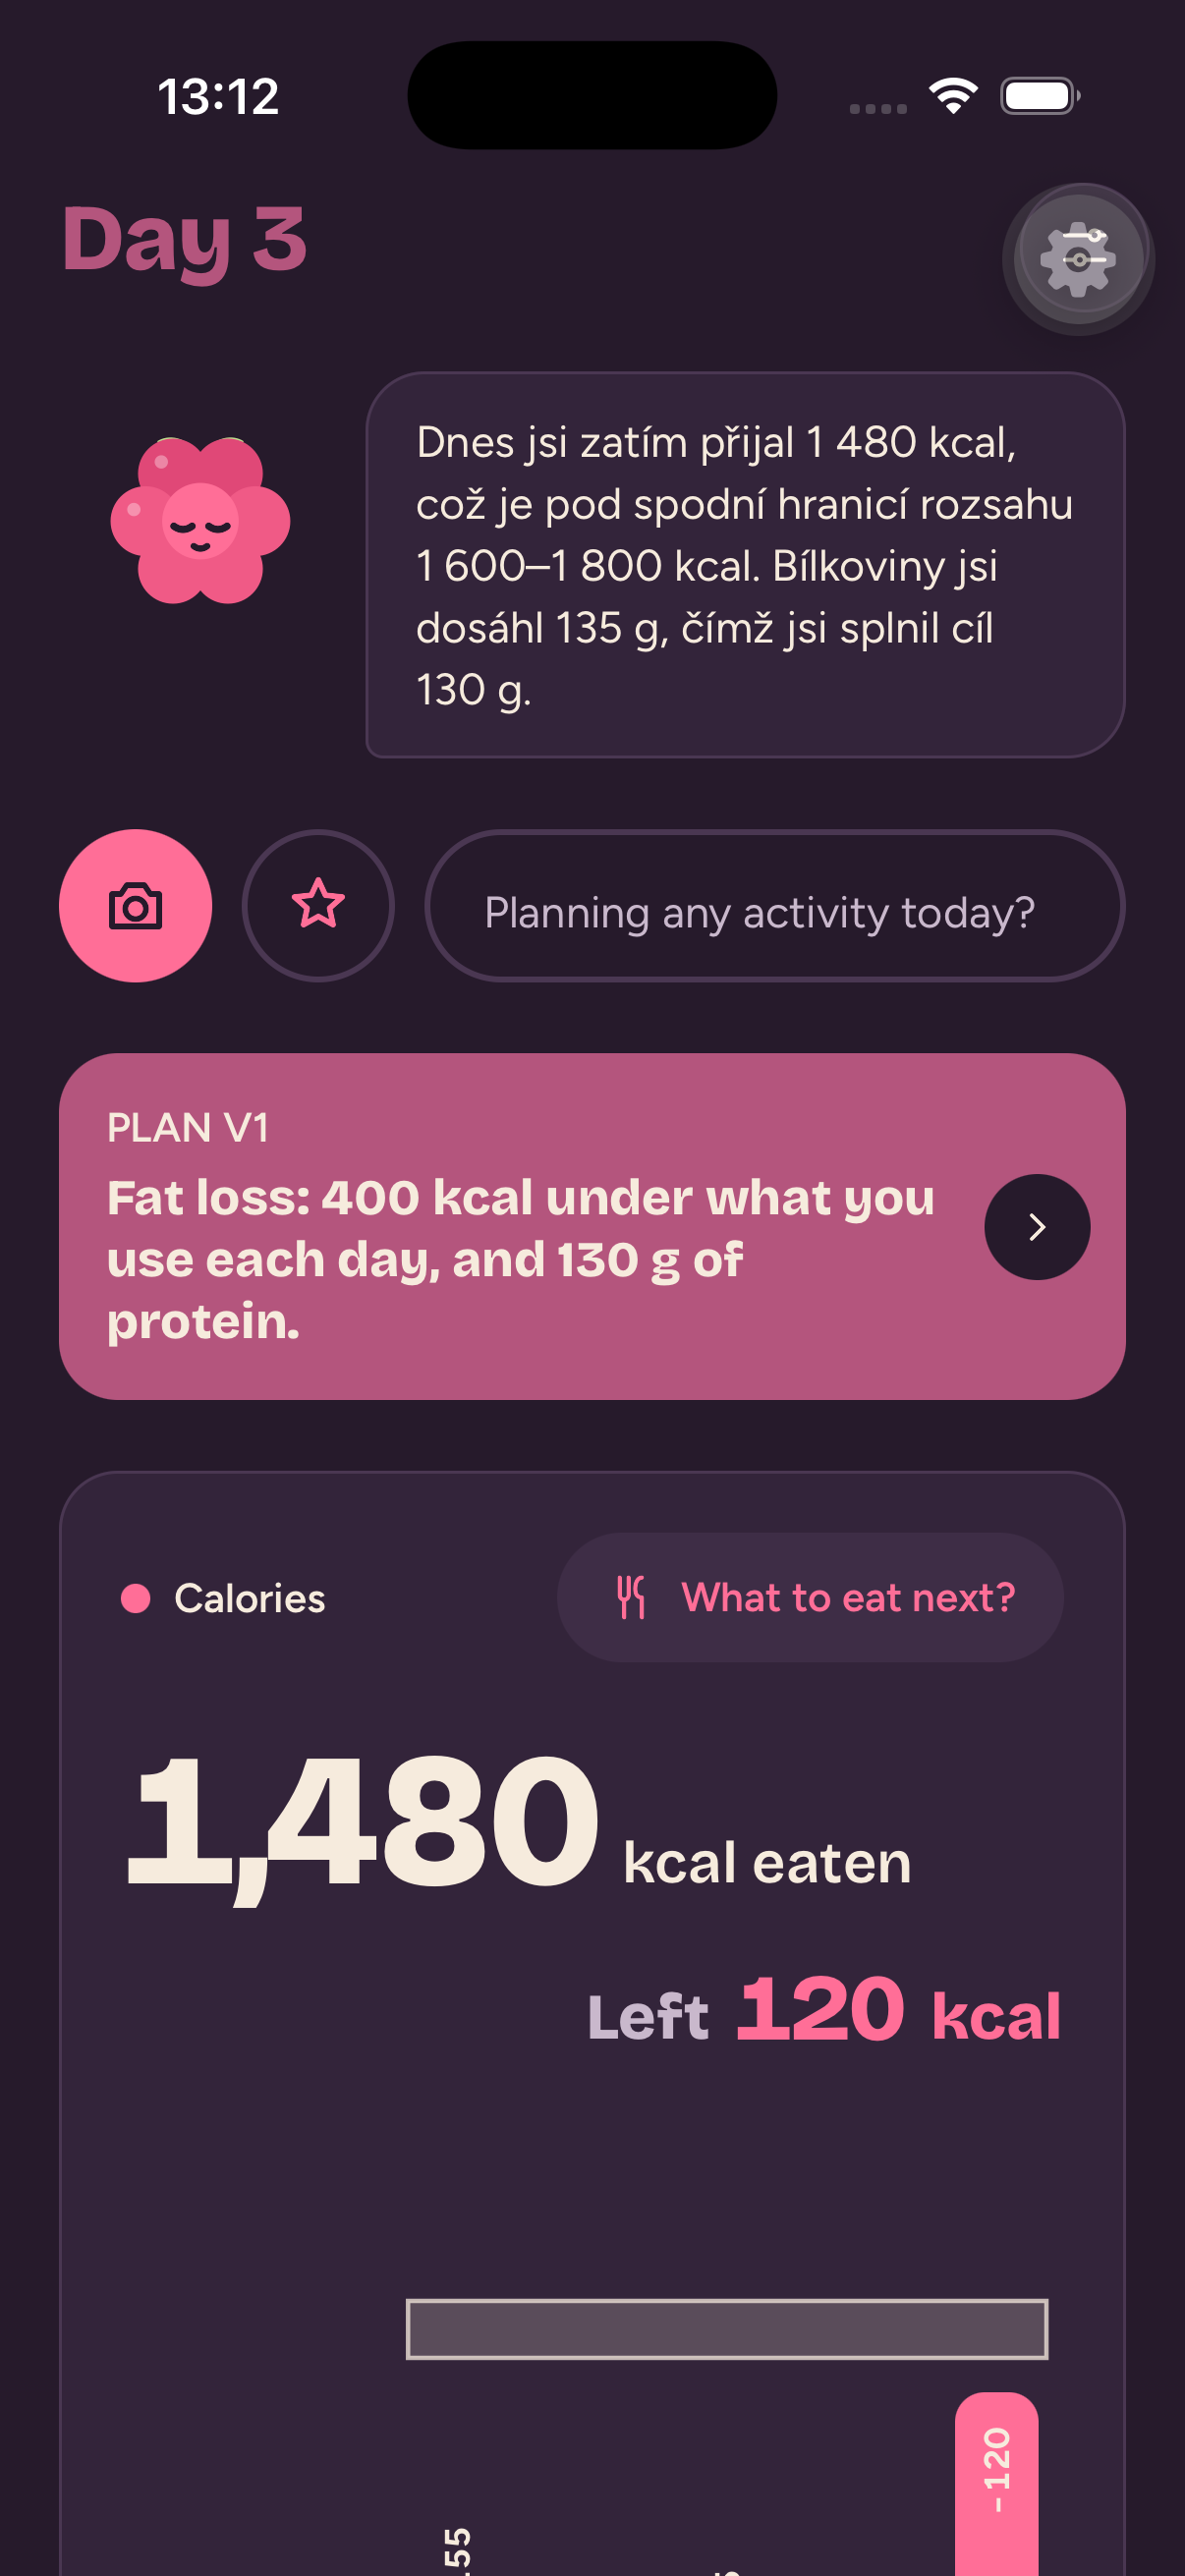 13:12
Day 3
Dnes jsi zatím přijal 1 480 kcal,
což je pod spodní hranicí rozsahu
1 600–1 800 kcal. Bílkoviny jsi
dosáhl 135 g, čímž jsi splnil cíl
130 g.
Planning any activity today?
PLAN V1
Fat loss: 400 kcal under what you
use each day, and 130 g of
protein.
Calories
What to eat next?
1,480 kcal eaten
Left 120 kcal
-120